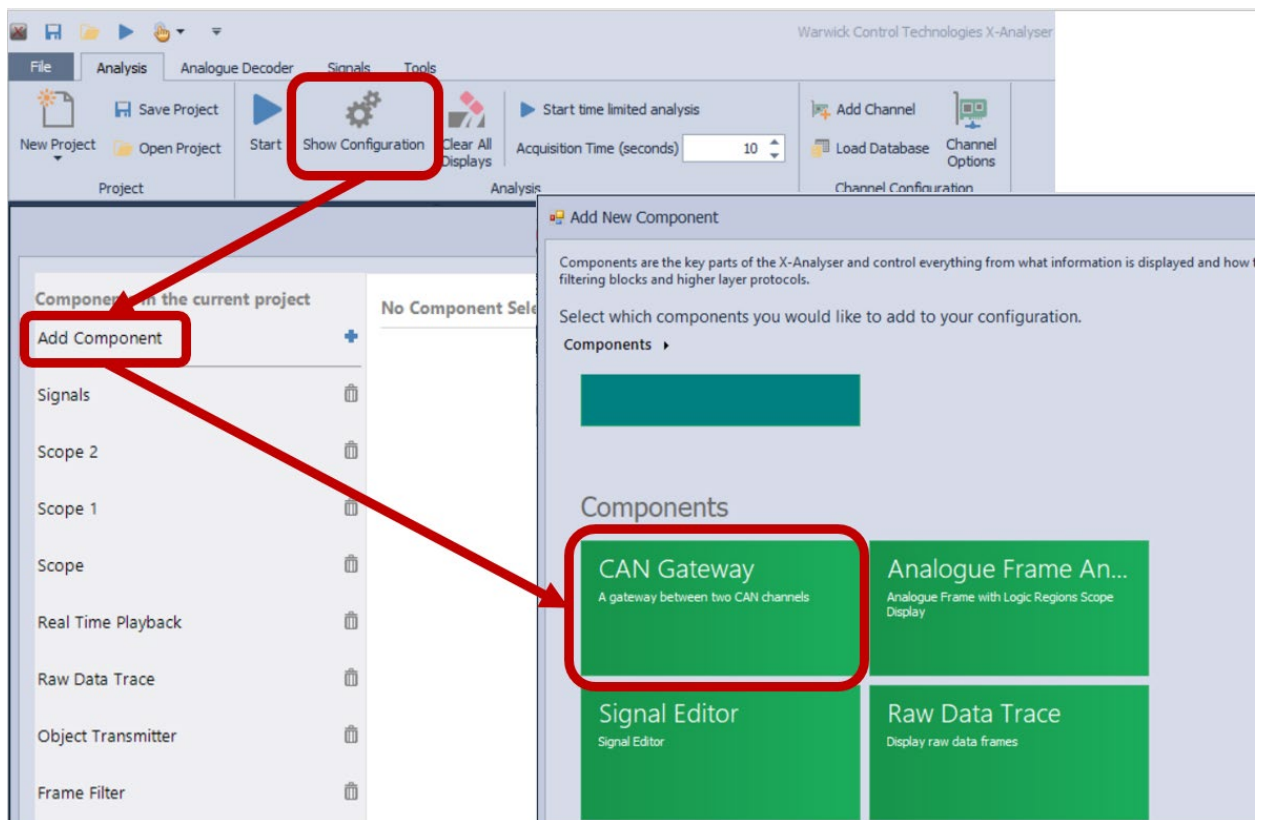 Warwick Control Technologies X-Analyser
File Analysis Analogue Decoder Signals Tools
New Project
Save Project
Open Project
Project
Start
Show Configuration
Clear All
Displays
Start time limited analysis
Acquisition Time (seconds) 10
Analysis
Add Channel
Load Database
Channel
Options
Channel Configuration
Components in the current project
Add Component
Signals
Scope 2
Scope 1
Scope
Real Time Playback
Raw Data Trace
Object Transmitter
Frame Filter
No Component Sele
Add New Component
Components are the key parts of the X-Analyser and control everything from what information is displayed and how t
filtering blocks and higher layer protocols.
Select which components you would like to add to your configuration.
Components
Components
CAN Gateway
A gateway between two CAN channels
Analogue Frame An...
Analogue Frame with Logic Regions Scope
Display
Signal Editor
Signal Editor
Raw Data Trace
Display raw data frames